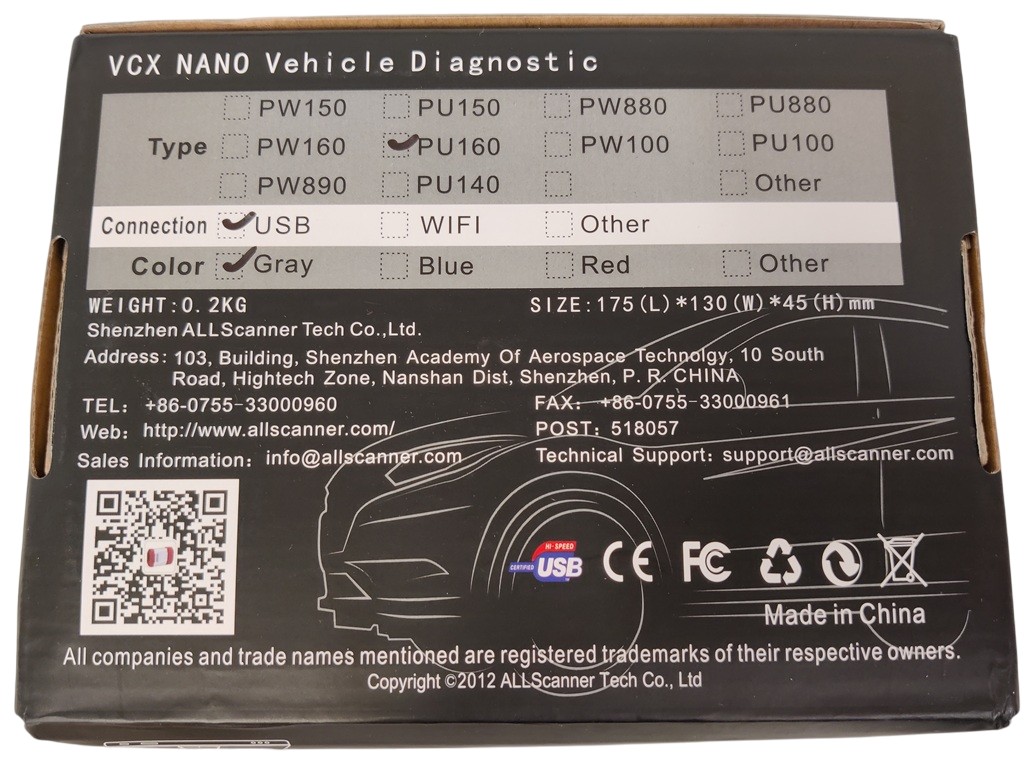 VCX NANO Vehicle Diagnostic
PW150 PU150 PW880 PU880
Type PW160 PU160 PW100 PU100
PW890 PU140 Other
Connection USB WIFI Other
Color Gray Blue Red Other
WEIGHT:0.2KG SIZE:175(L)*130(W)*45(H)mm
Shenzhen ALLScanner Tech Co.,Ltd.
Address: 103, Building, Shenzhen Academy Of Aerospace Technolgy, 10 South
Road, Hightech Zone, Nanshan Dist, Shenzhen, P. R. CHINA
TEL: +86-0755-33000960 FAX: +86-0755-33000961
Web: http://www.allscanner.com/ POST: 518057
Sales Information: info@allscanner.com Technical Support: support@allscanner.com
HI-SPEED
CERTIFIED USB CE FC
Made in China
All companies and trade names mentioned are registered trademarks of their respective owners.
Copyright ©2012 ALLScanner Tech Co., Ltd